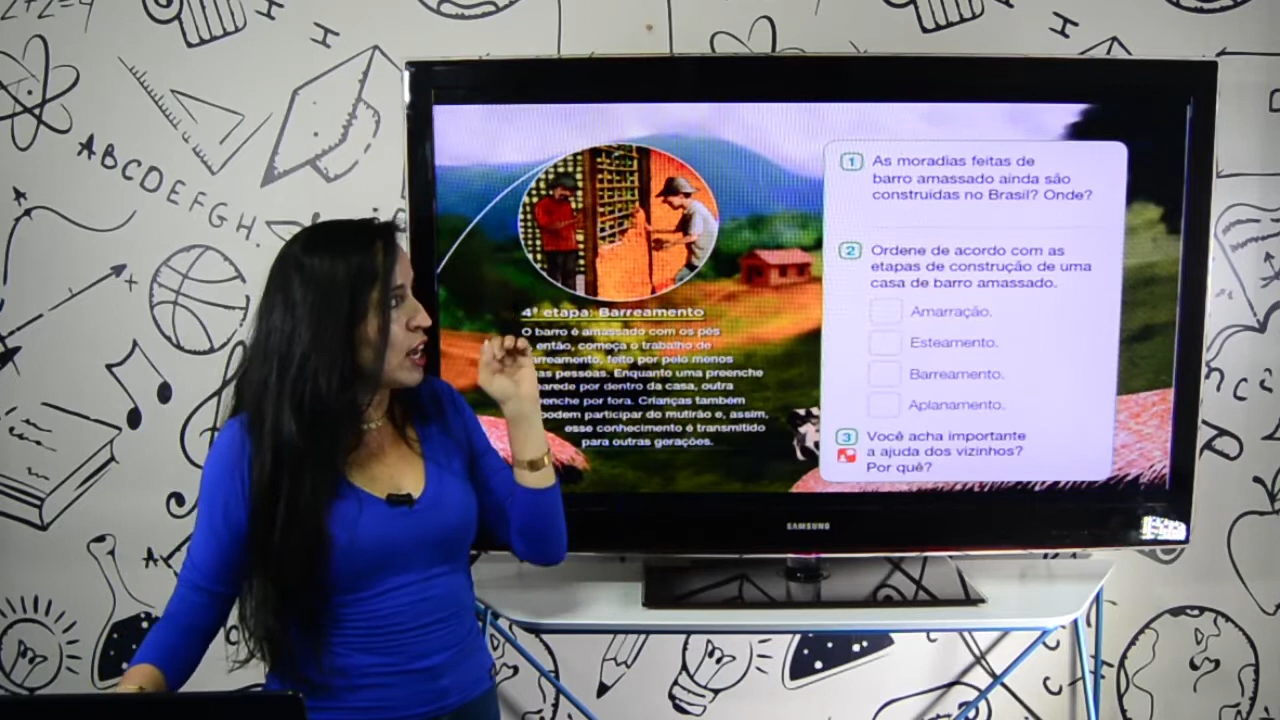 2+2=4
H
H
ABCDEFGH.
4ª etapa: Barreamento
O barro é amassado com os pés
então, começa o trabalho de
feito por pelo menos
pessoas. Enquanto uma preenche
por dentro da casa, outra
por fora. Crianças também
podem participar do mutirão e, assim,
esse conhecimento é transmitido
para outras gerações.
1 As moradias feitas de
barro amassado ainda são
construídas no Brasil? Onde?
2 Ordene de acordo com as
etapas de construção de uma
casa de barro amassado.
Amarração.
Esteamento.
Barreamento.
Aplanamento.
3 Você acha importante
a ajuda dos vizinhos?
Por quê?
SAMSUNG